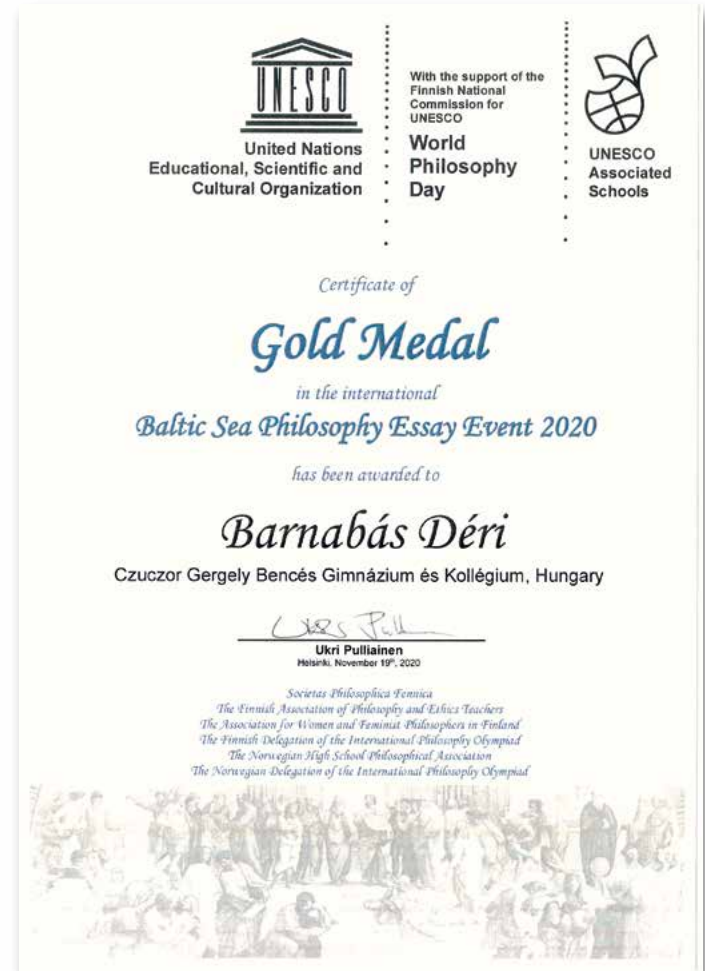 UNESCO
United Nations
Educational, Scientific and
Cultural Organization
With the support of the
Finnish National
Commission for
UNESCO
World
Philosophy
Day
UNESCO
Associated
Schools
Certificate of
Gold Medal
in the international
Baltic Sea Philosophy Essay Event 2020
has been awarded to
Barnabás Déri
Czuczor Gergely Bencés Gimnázium és Kollégium, Hungary
Ukri Pulliainen
Helsinki, November 19th, 2020
Societas Philosophica Fennica
The Finnish Association of Philosophy and Ethics Teachers
The Association for Women and Feminist Philosophers in Finland
The Finnish Delegation of the International Philosophy Olympiad
The Norwegian High School Philosophical Association
The Norwegian Delegation of the International Philosophy Olympiad